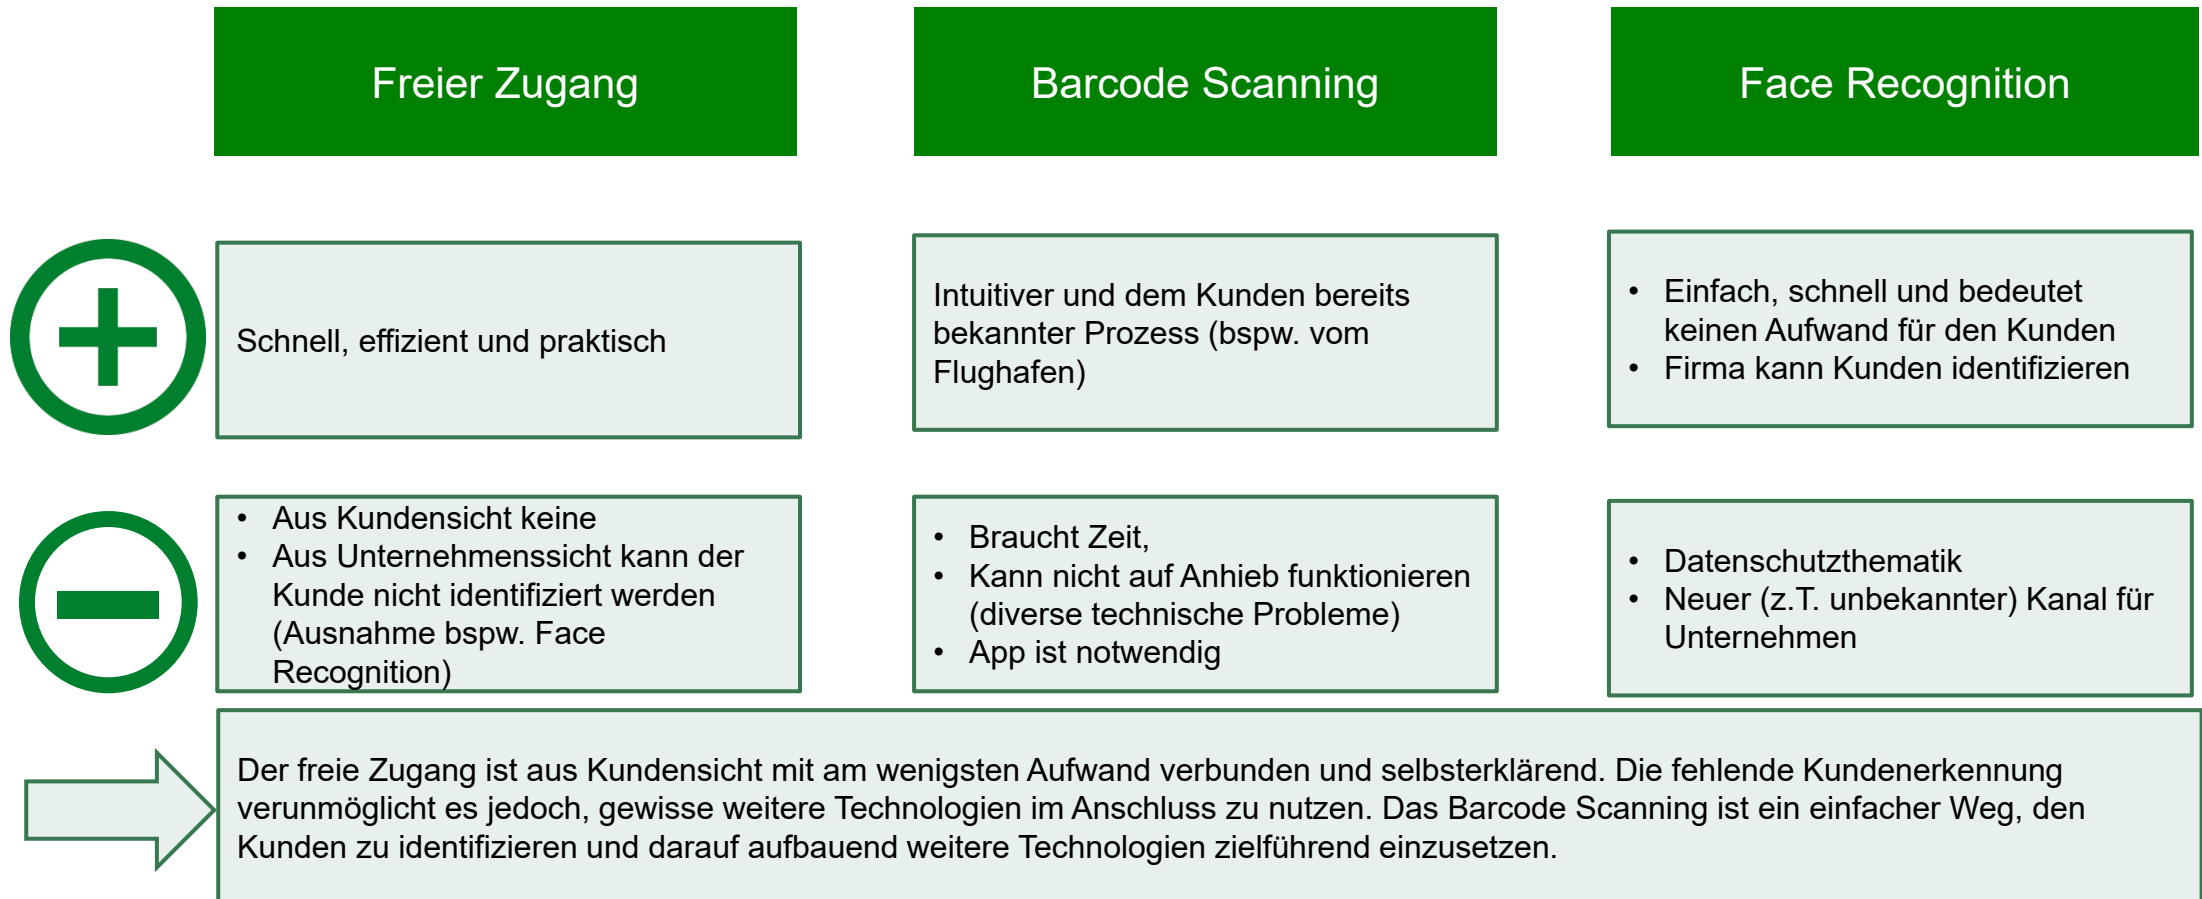 Freier Zugang
Barcode Scanning
Face Recognition
Schnell, effizient und praktisch
Intuitiver und dem Kunden bereits
bekannter Prozess (bspw. vom
Flughafen)
• Einfach, schnell und bedeutet
keinen Aufwand für den Kunden
• Firma kann Kunden identifizieren
• Aus Kundensicht keine
• Aus Unternehmenssicht kann der
Kunde nicht identifiziert werden
(Ausnahme bspw. Face
Recognition)
• Braucht Zeit,
• Kann nicht auf Anhieb funktionieren
(diverse technische Probleme)
• App ist notwendig
• Datenschutzthematik
• Neuer (z.T. unbekannter) Kanal für
Unternehmen
Der freie Zugang ist aus Kundensicht mit am wenigsten Aufwand verbunden und selbsterklärend. Die fehlende Kundenerkennung
verunmöglicht es jedoch, gewisse weitere Technologien im Anschluss zu nutzen. Das Barcode Scanning ist ein einfacher Weg, den
Kunden zu identifizieren und darauf aufbauend weitere Technologien zielführend einzusetzen.